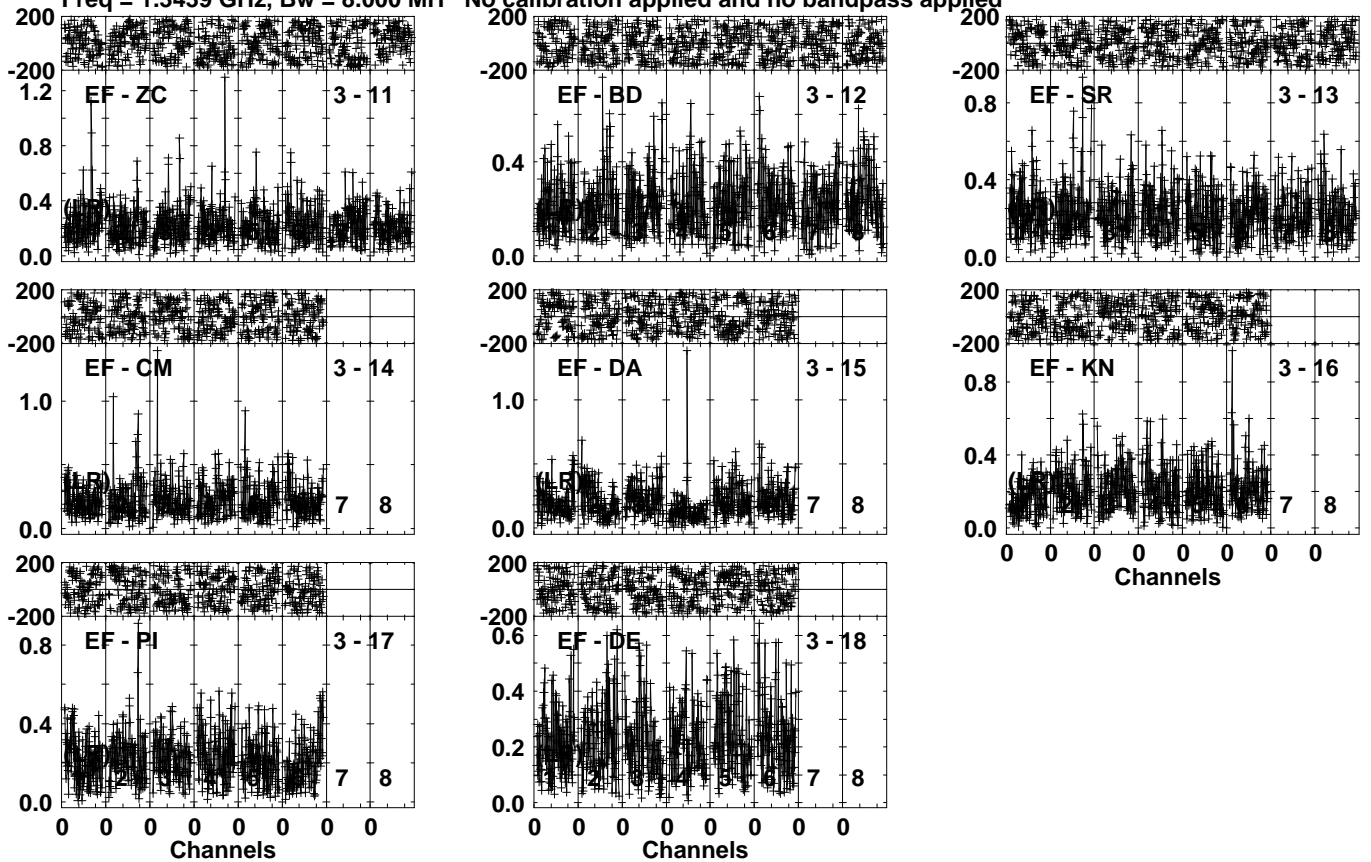 Freq = 1.5459 GHz, Bw = 8.000 MH No calibration applied and no bandpass applied
200 200 200
-200 -200 -200
EF - ZC 3 - 11 EF - BD 3 - 12 EF - SR 3 - 13
1.2
0.8 0.8
0.4 0.4 0.4
(LR)
0.0 0.0 0.0
200 200 200
-200 -200 -200
EF - CM 3 - 14 EF - DA 3 - 15 EF - KN 3 - 16
1.0 1.0 0.8
0.4
(LR) (LR) (LR)
7 8 7 8 7 8
0.0 0.0 0.0
0 0 0 0 0 0 0 0
Channels
200 200
-200 -200
EF - PI 3 - 17 EF - DE 3 - 18
0.8 0.6
0.4 0.4
0.2
2 7 8 1 2 3 4 5 6 7 8
0.0 0.0
0 0 0 0 0 0 0 0 0 0 0 0 0 0 0 0
Channels Channels